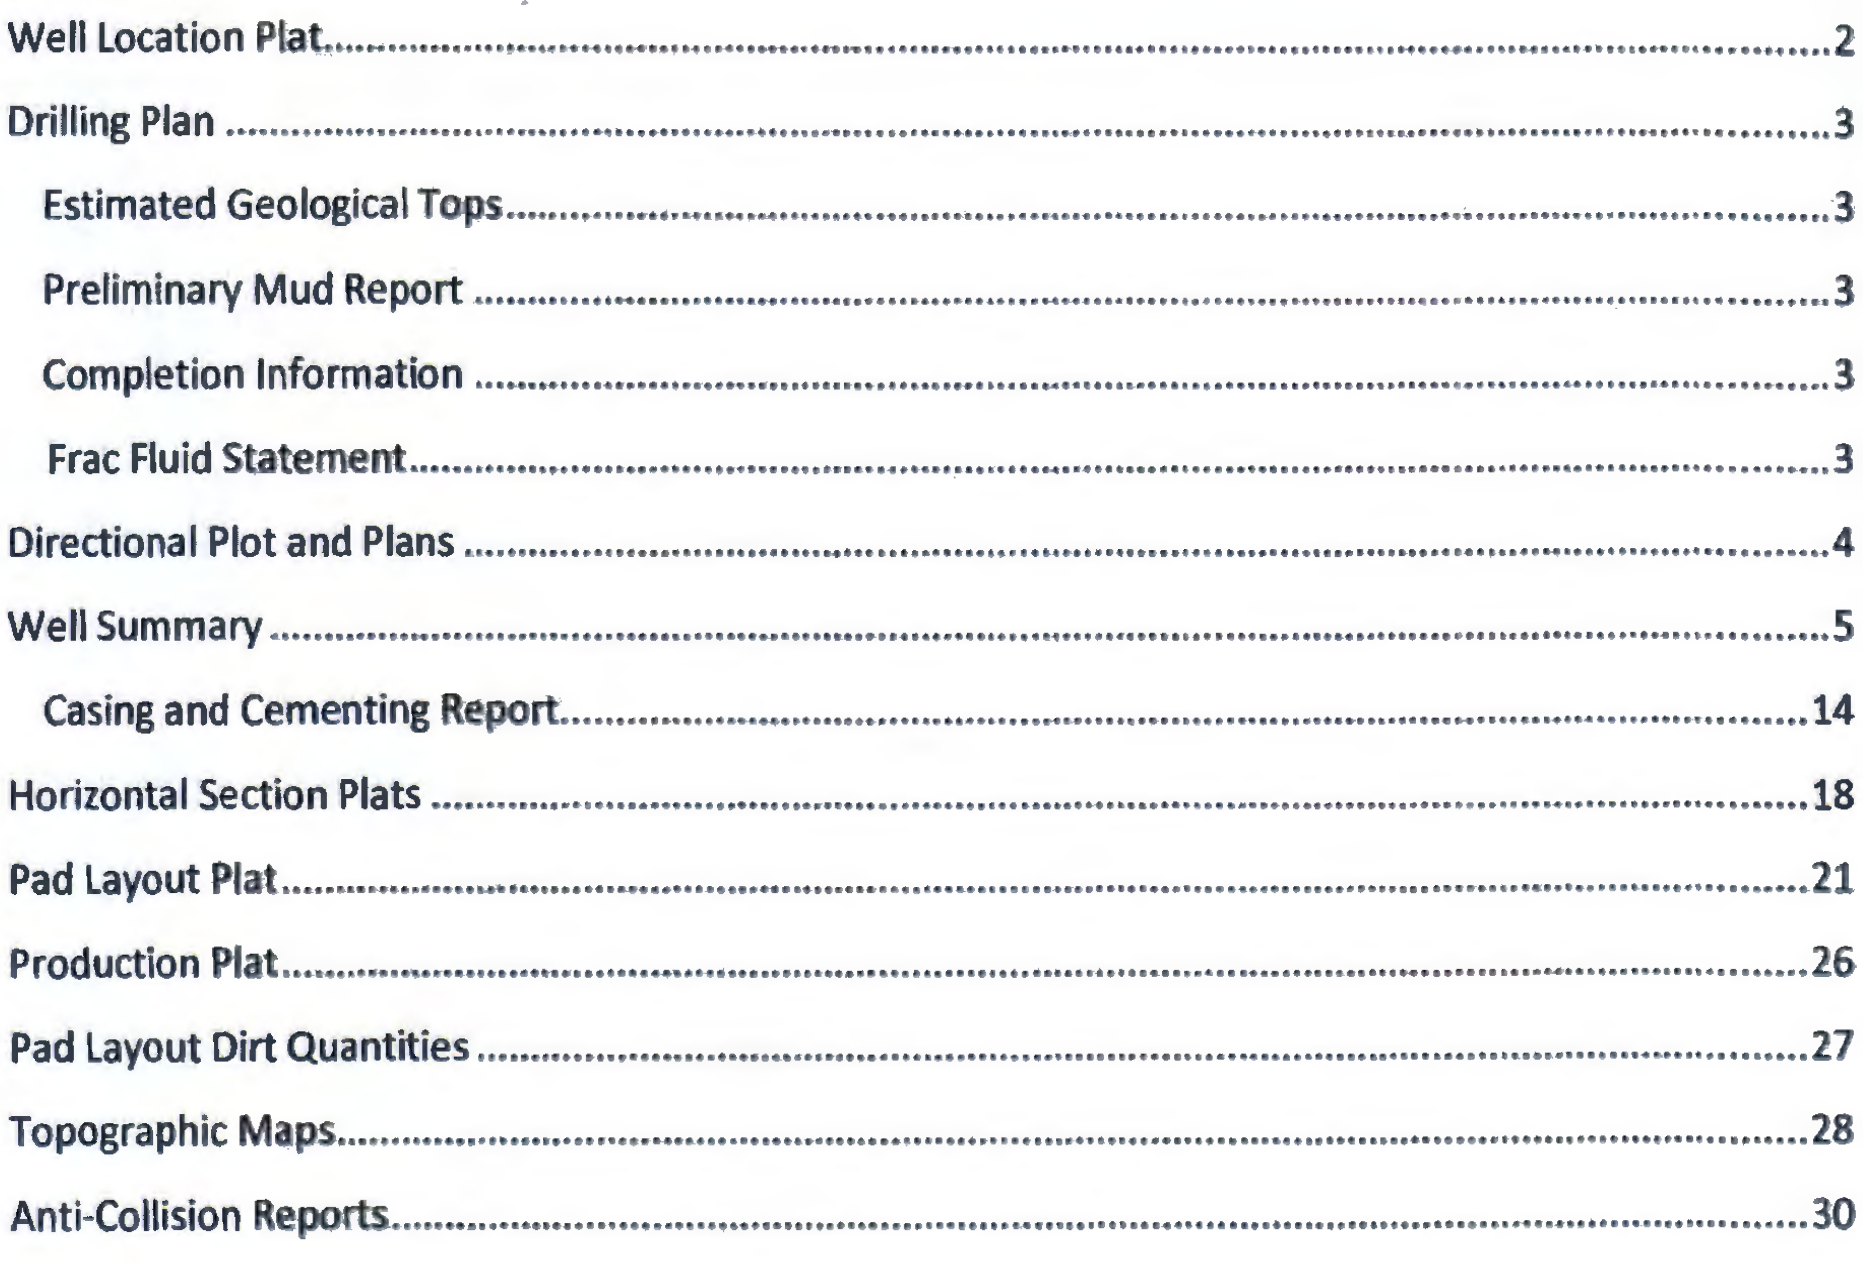 Well Location Plat..........2
Drilling Plan ..........3
Estimated Geological Tops..........3
Preliminary Mud Report ..........3
Completion Information ..........3
Frac Fluid Statement..........3
Directional Plot and Plans ..........4
Well Summary ..........5
Casing and Cementing Report..........14
Horizontal Section Plats ..........18
Pad Layout Plat..........21
Production Plat..........26
Pad Layout Dirt Quantities ..........27
Topographic Maps..........28
Anti-Collision Reports..........30